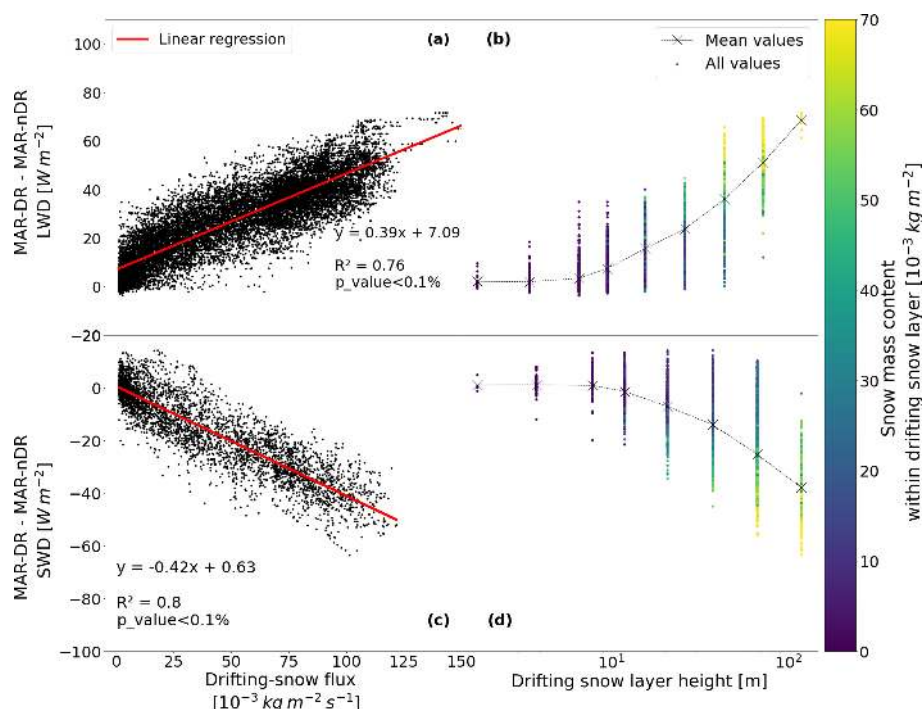 100
Linear regression
(a)
(b)
Mean values
All values
80
60
40
20
0
MAR-DR - MAR-nDR
LWD [W m⁻²]
y = 0.39x + 7.09
R² = 0.76
p_value<0.1%
−20
0
−20
−40
−60
−80
−100
MAR-DR - MAR-nDR
SWD [W m⁻²]
y = -0.42x + 0.63
R² = 0.8
p_value<0.1%
(c)
(d)
0 25 50 75 100 125 150
Drifting-snow flux
[10⁻³ kg m⁻² s⁻¹]
10¹ 10²
Drifting snow layer height [m]
70
60
50
40
30
20
10
0
Snow mass content
within drifting snow layer [10⁻³ kg m⁻²]